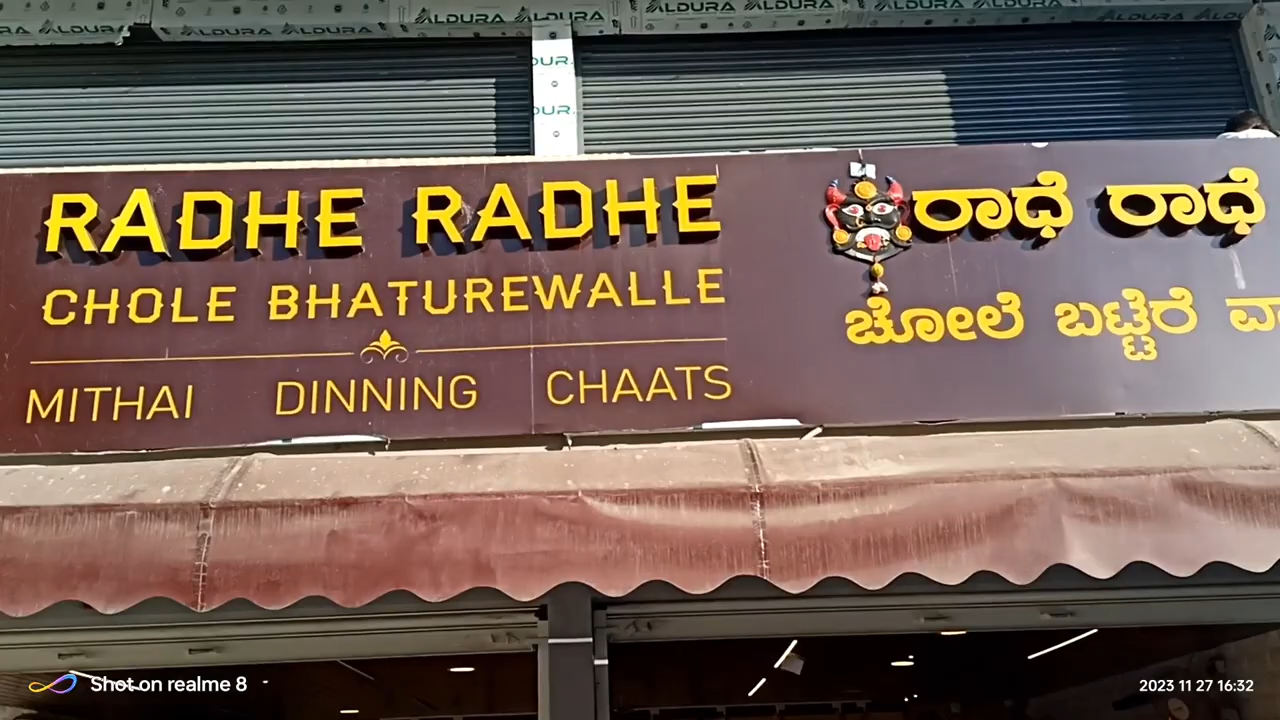 ALDURA ALDURA ALDURA ALDURA
ALDURA ALDURA
RADHE RADHE
CHOLE BHATUREWALLE
MITHAI DINNING CHAATS
ರಾಧೆ ರಾಧೆ
ಚೋಲೆ ಬಟ್ಟಿರೆ
Shot on realme 8
2023 11 27 16:32